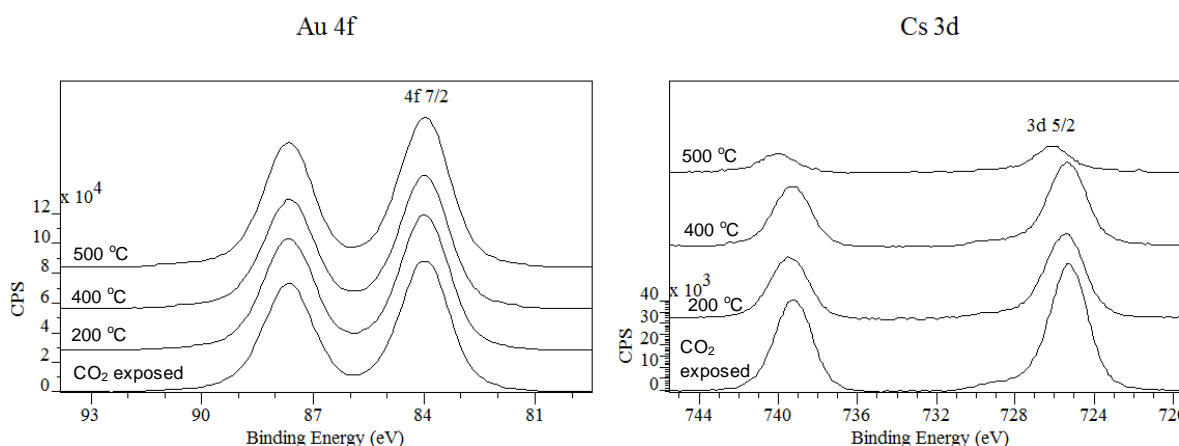 Au 4f
4f 7/2
x 10^4
12
10
8
6
4
2
0
CPS
500 °C
400 °C
200 °C
CO₂ exposed
93 90 87 84 81
Binding Energy (eV)
Cs 3d
3d 5/2
500 °C
400 °C
200 °C
x 10^3
40
30
20
10
0
CPS
CO₂
exposed
744 740 736 732 728 724 720
Binding Energy (eV)